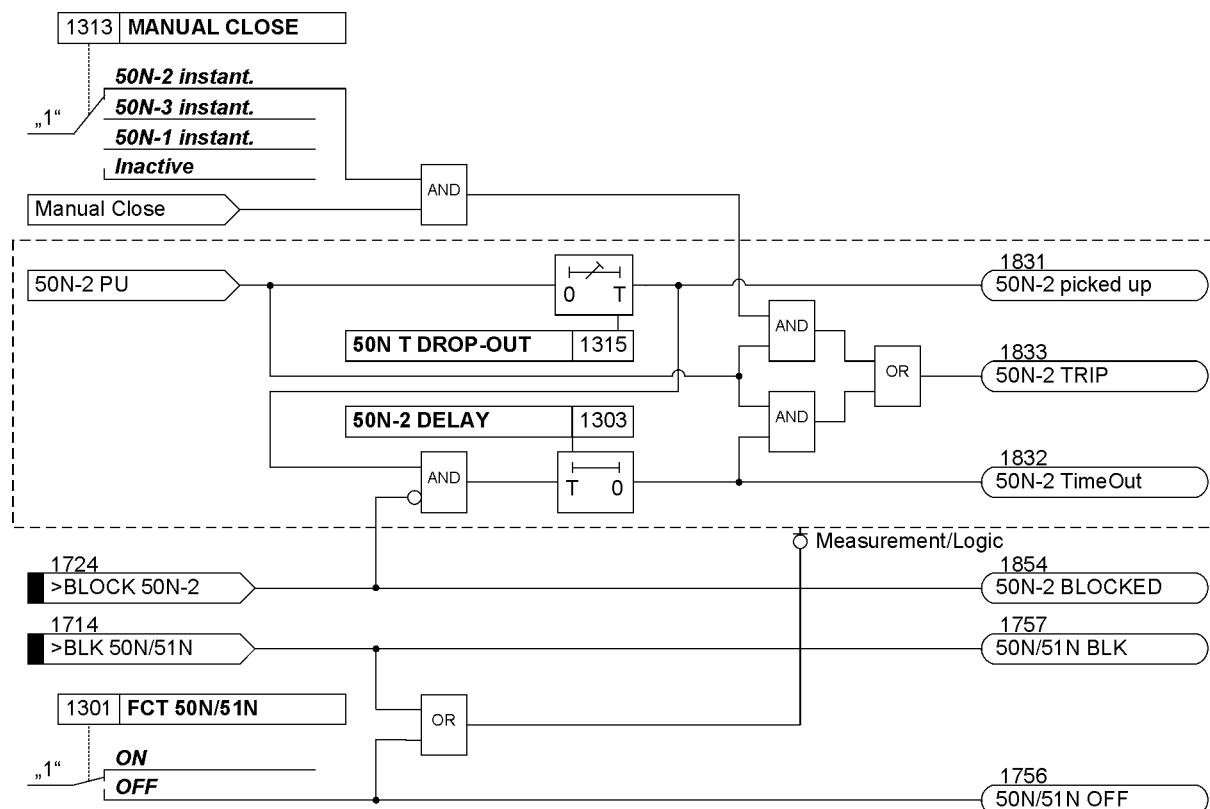 1313 MANUAL CLOSE
50N-2 instant.
50N-3 instant.
„1“
50N-1 instant.
Inactive
AND
Manual Close
1831
50N-2 PU
50N-2 picked up
0 T
AND
50N T DROP-OUT 1315
1833
OR
50N-2 TRIP
50N-2 DELAY 1303
AND
1832
AND
50N-2 TimeOut
T 0
Measurement/Logic
1724
1854
>BLOCK 50N-2
50N-2 BLOCKED
1714
1757
>BLK 50N/51N
50N/51N BLK
1301 FCT 50N/51N
OR
ON
„1“
OFF
1756
50N/51N OFF